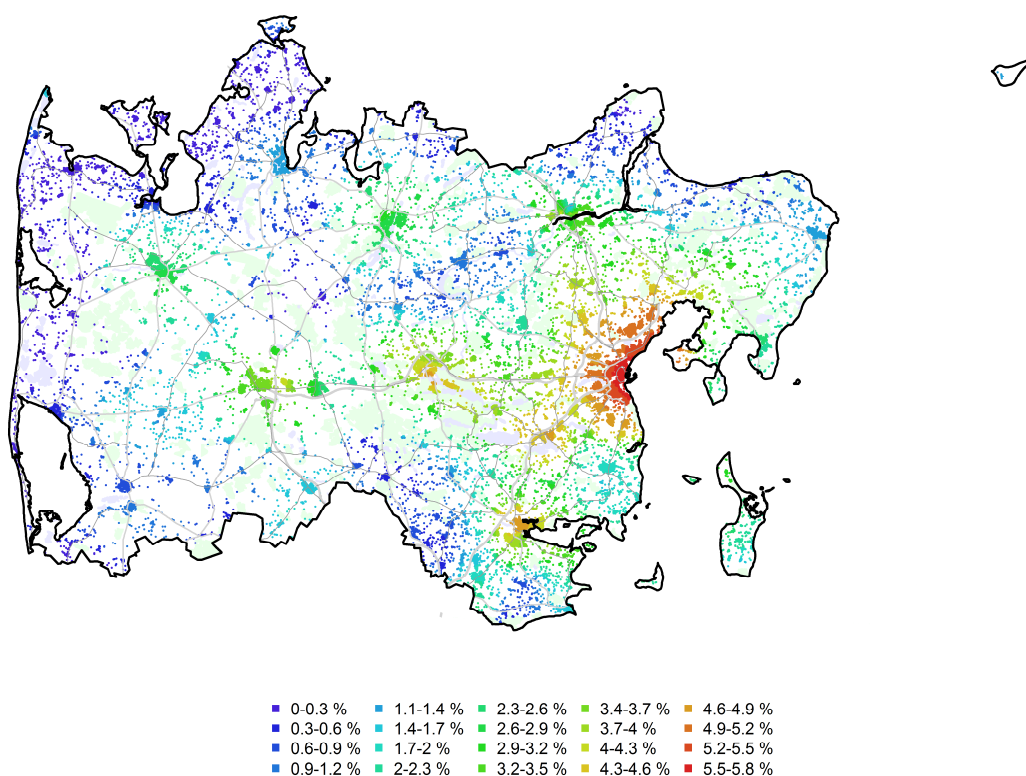 0-0.3 % 1.1-1.4 % 2.3-2.6 % 3.4-3.7 % 4.6-4.9 %
0.3-0.6 % 1.4-1.7 % 2.6-2.9 % 3.7-4 % 4.9-5.2 %
0.6-0.9 % 1.7-2 % 2.9-3.2 % 4-4.3 % 5.2-5.5 %
0.9-1.2 % 2-2.3 % 3.2-3.5 % 4.3-4.6 % 5.5-5.8 %